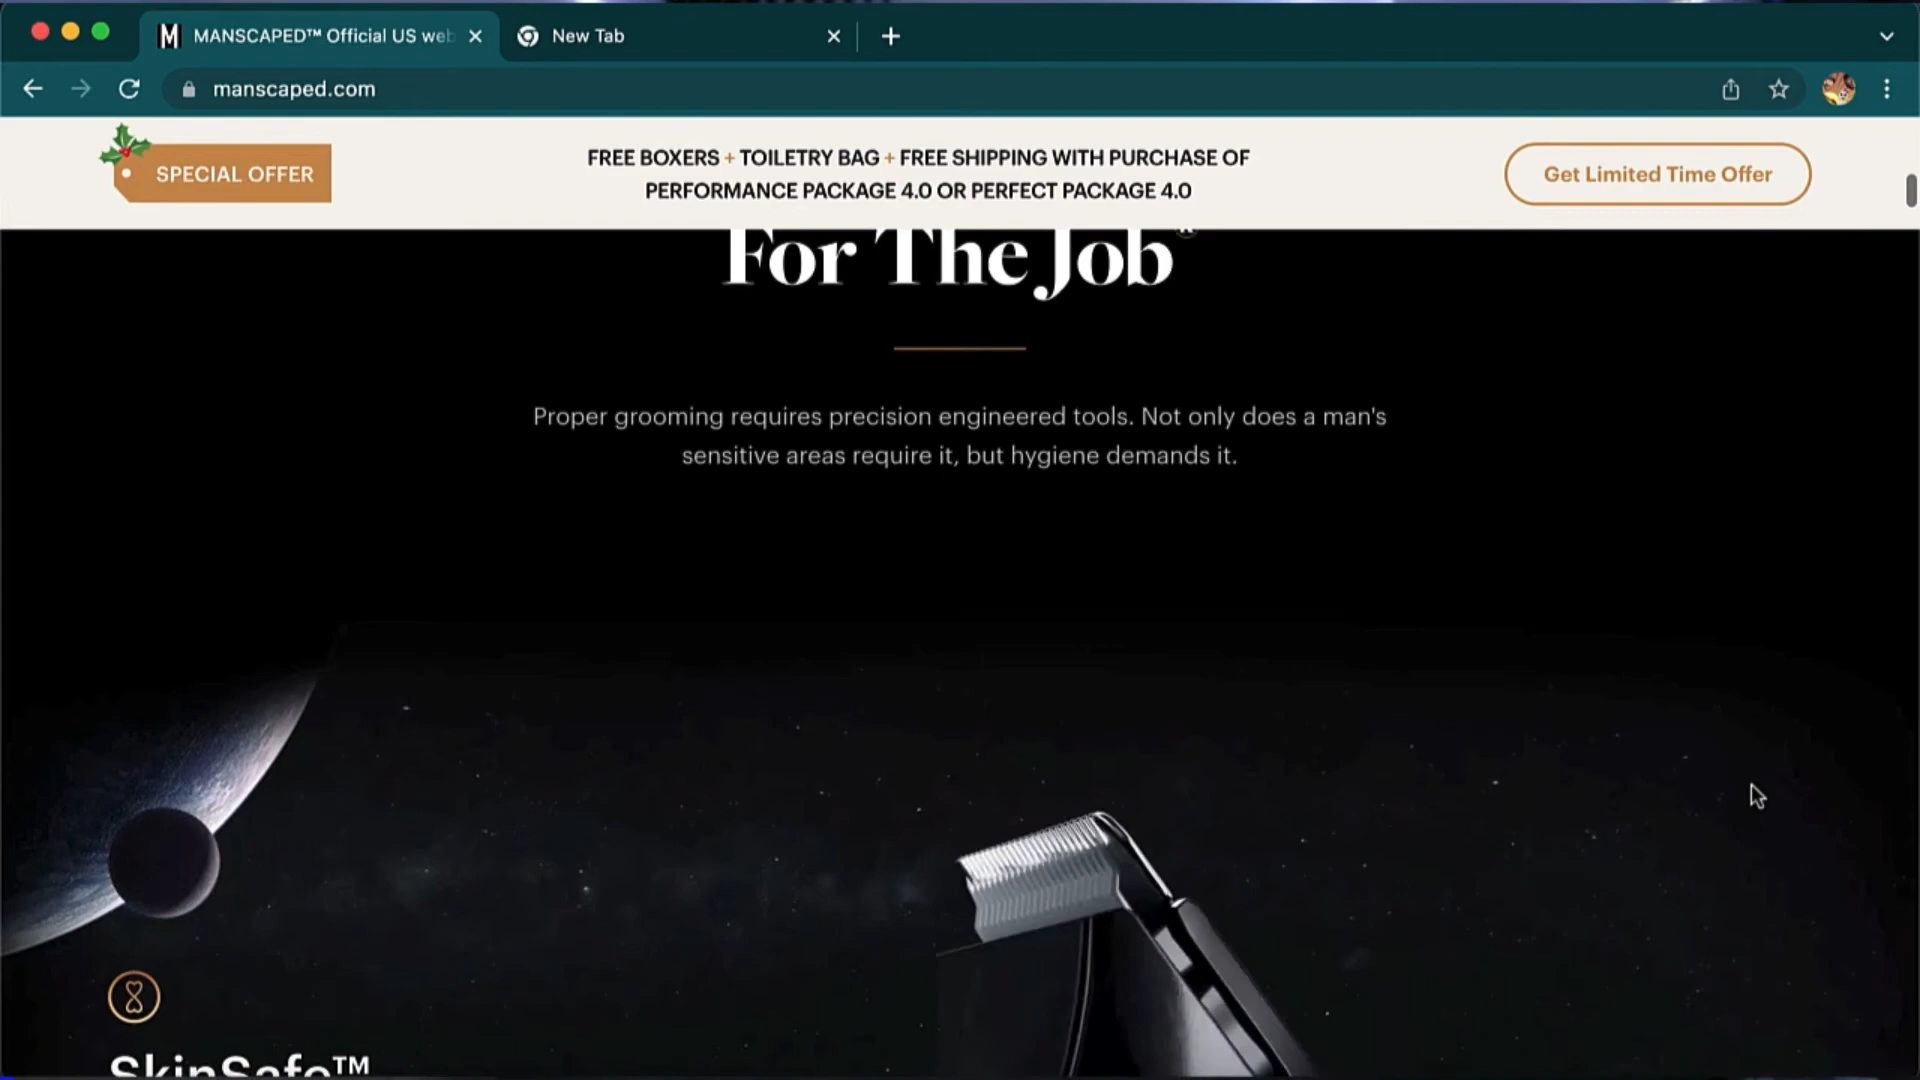 MANSCAPED™ Official US web
New Tab
manscaped.com
SPECIAL OFFER
FREE BOXERS + TOILETRY BAG + FREE SHIPPING WITH PURCHASE OF
PERFORMANCE PACKAGE 4.0 OR PERFECT PACKAGE 4.0
Get Limited Time Offer
For The Job®
Proper grooming requires precision engineered tools. Not only does a man's
sensitive areas require it, but hygiene demands it.
SkinSafe™